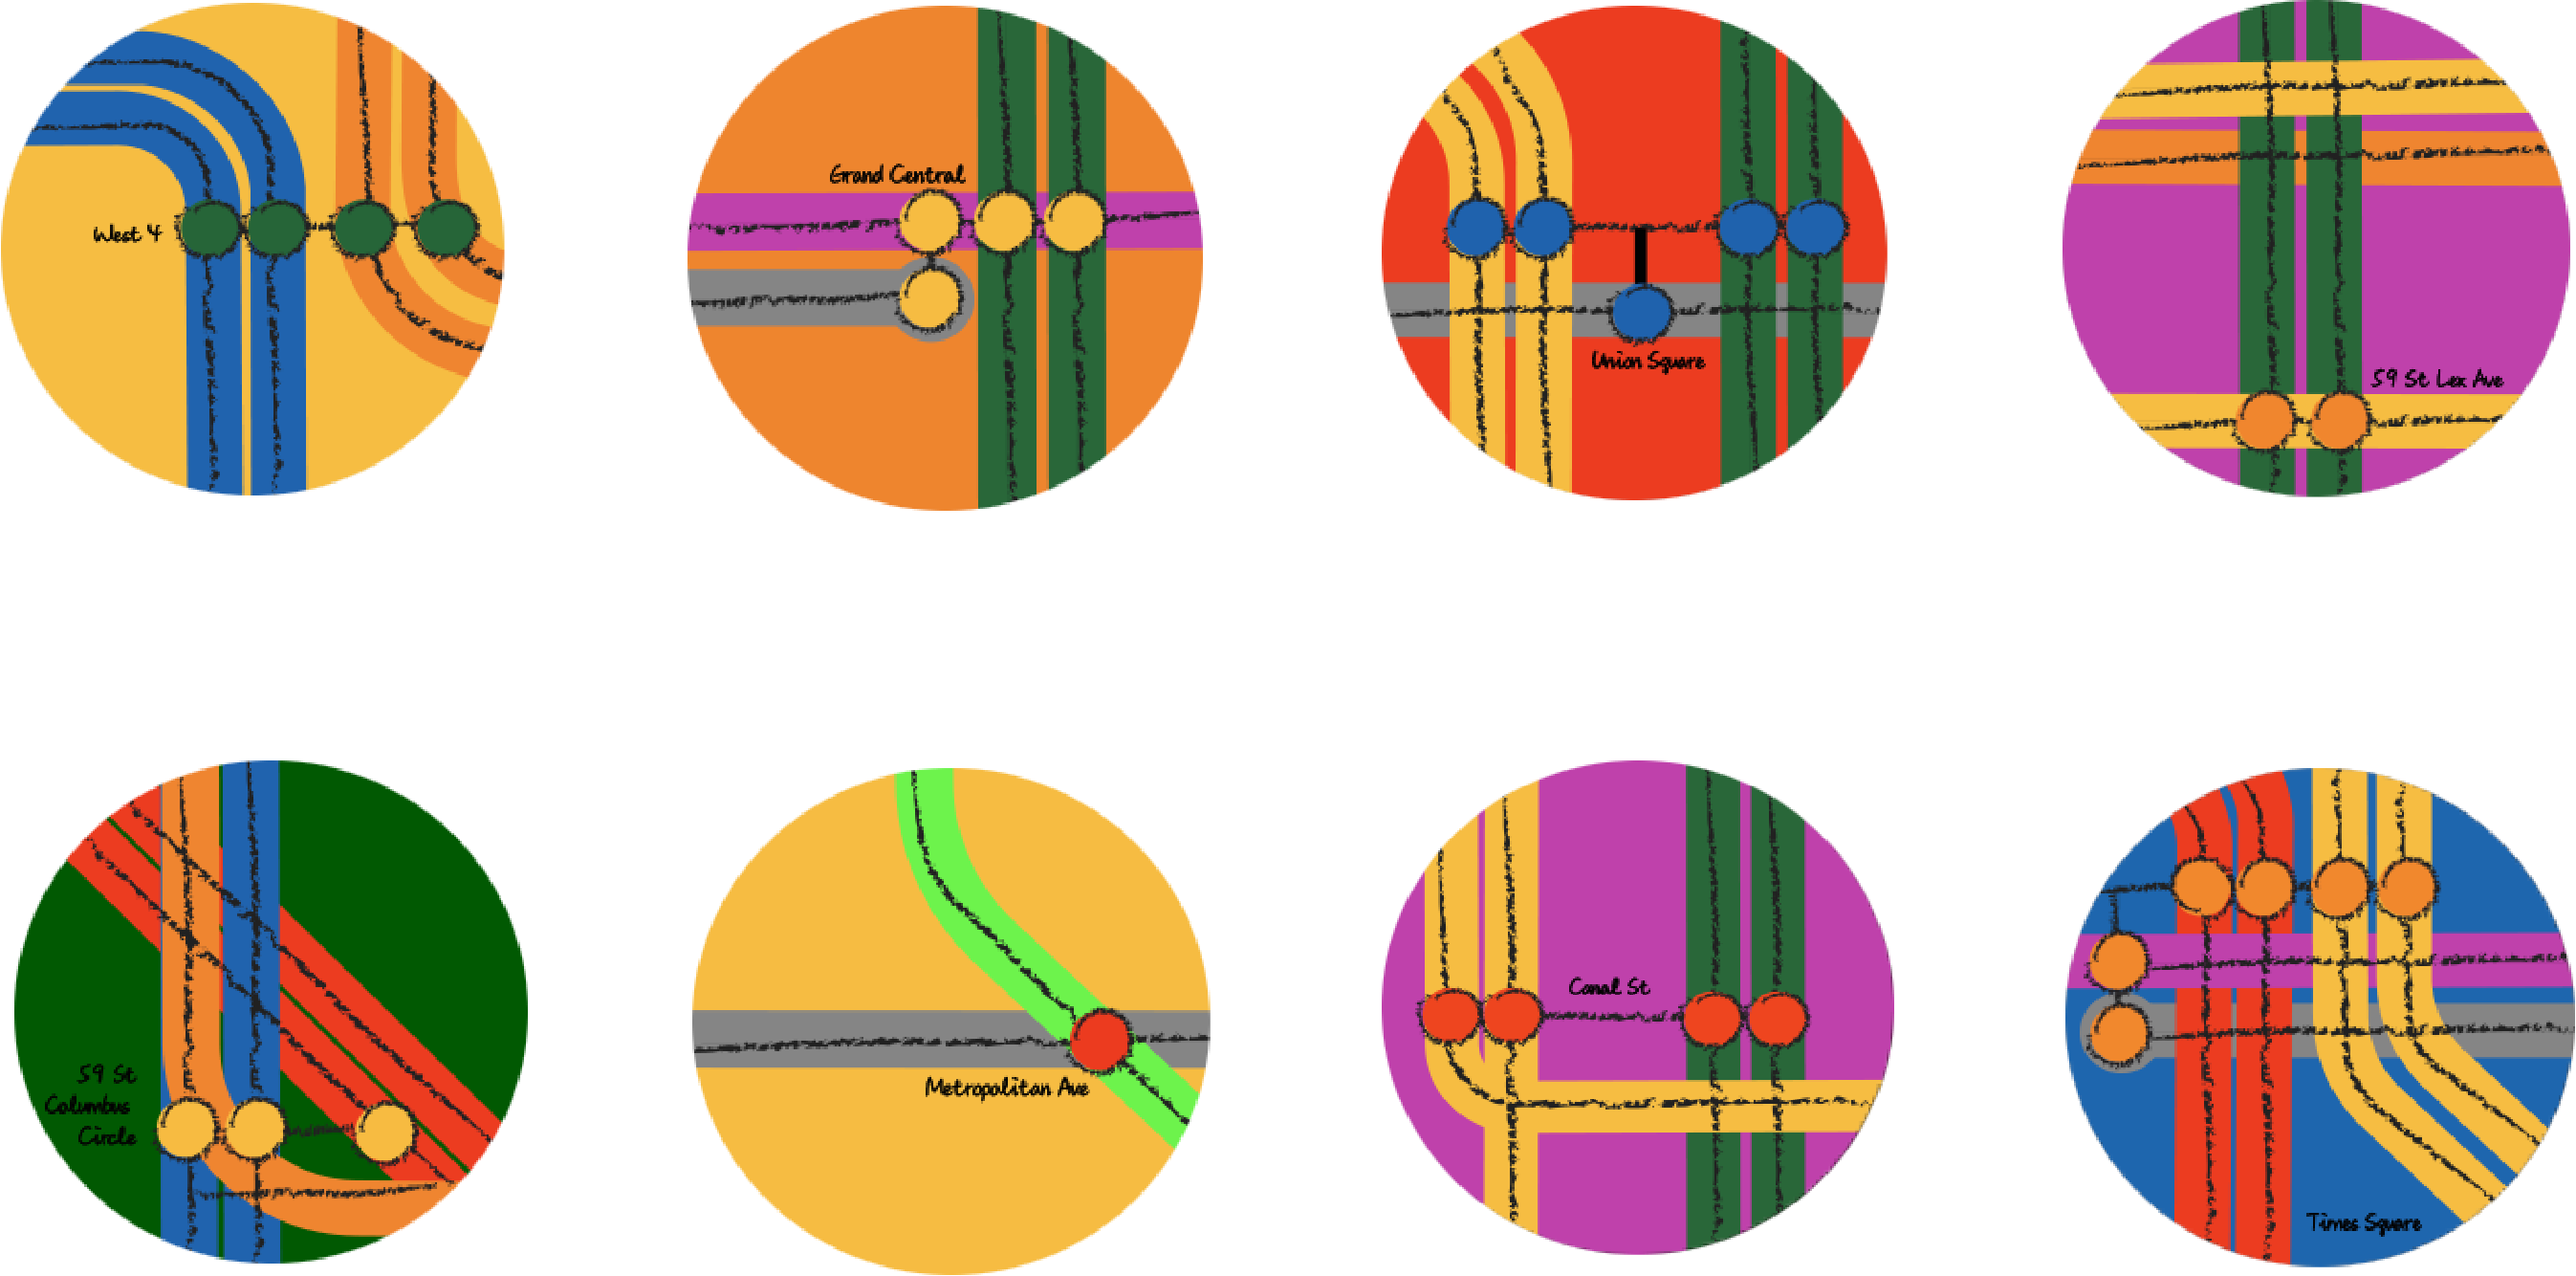 West 4
Grand Central
Union Square
59 St Lex Ave
59 St
Columbus
Circle
Metropolitan Ave
Canal St
Times Square